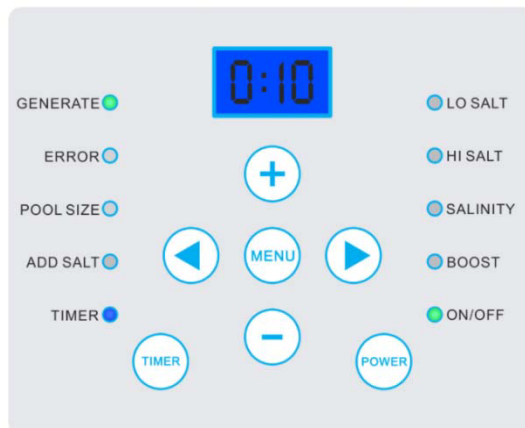 0:10
GENERATE
LO SALT
ERROR
HI SALT
+
POOL SIZE
SALINITY
ADD SALT
MENU
BOOST
TIMER
−
ON/OFF
TIMER
POWER